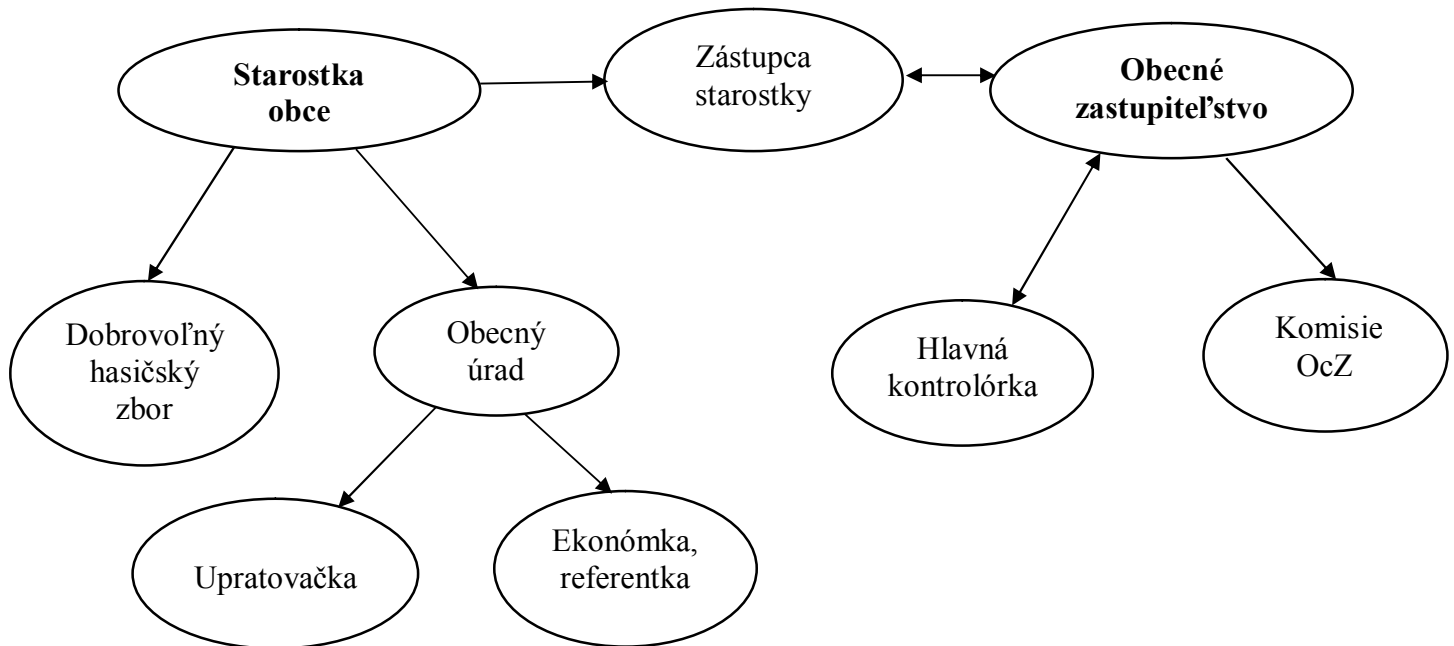 Starostka
obce
Zástupca
starostky
Obecné
zastupiteľstvo
Dobrovoľný
hasičský
zbor
Obecný
úrad
Hlavná
kontrolórka
Komisie
OcZ
Upratovačka
Ekonómka,
referentka